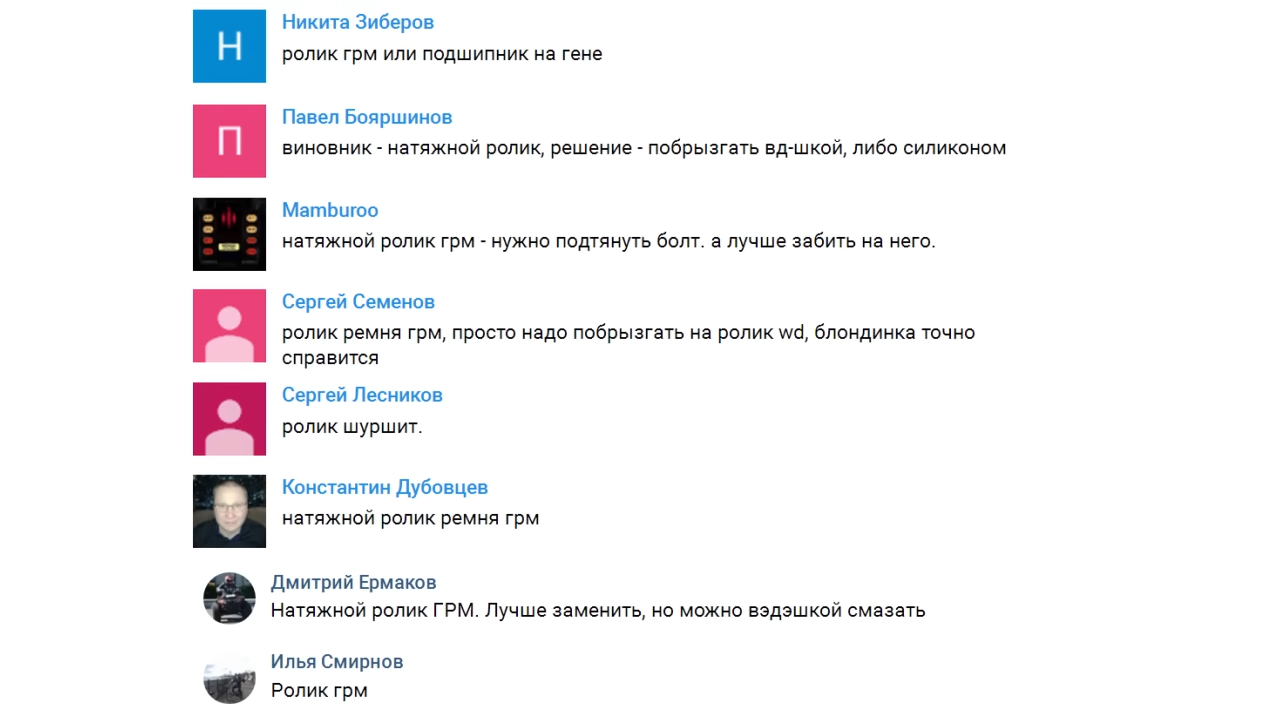 Н
Никита Зиберов
ролик грм или подшипник на гене
П
Павел Бояршинов
виновник - натяжной ролик, решение - побрызгать вд-шкой, либо силиконом
Mamburoo
натяжной ролик грм - нужно подтянуть болт. а лучше забить на него.
Сергей Семенов
ролик ремня грм, просто надо побрызгать на ролик wd, блондинка точно
справится
Сергей Лесников
ролик шуршит.
Константин Дубовцев
натяжной ролик ремня грм
Дмитрий Ермаков
Натяжной ролик ГРМ. Лучше заменить, но можно вэдэшкой смазать
Илья Смирнов
Ролик грм